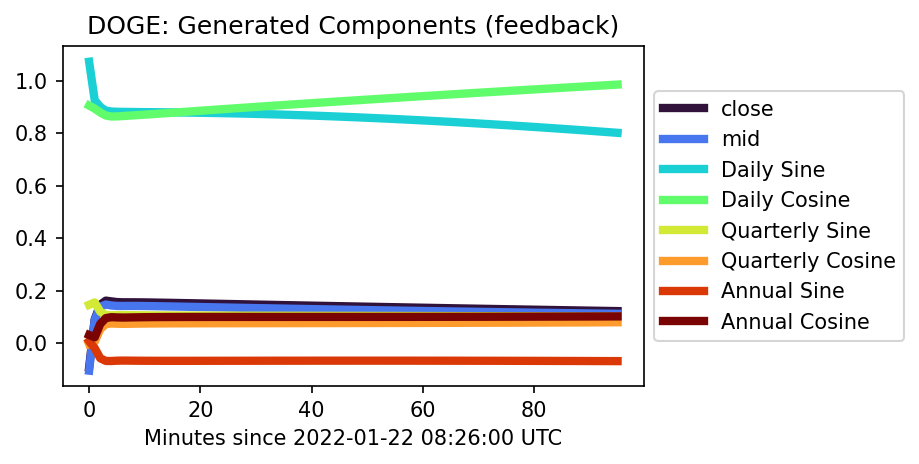 DOGE: Generated Components (feedback)
1.0
0.8
0.6
0.4
0.2
0.0
0 20 40 60 80
Minutes since 2022-01-22 08:26:00 UTC
close
mid
Daily Sine
Daily Cosine
Quarterly Sine
Quarterly Cosine
Annual Sine
Annual Cosine